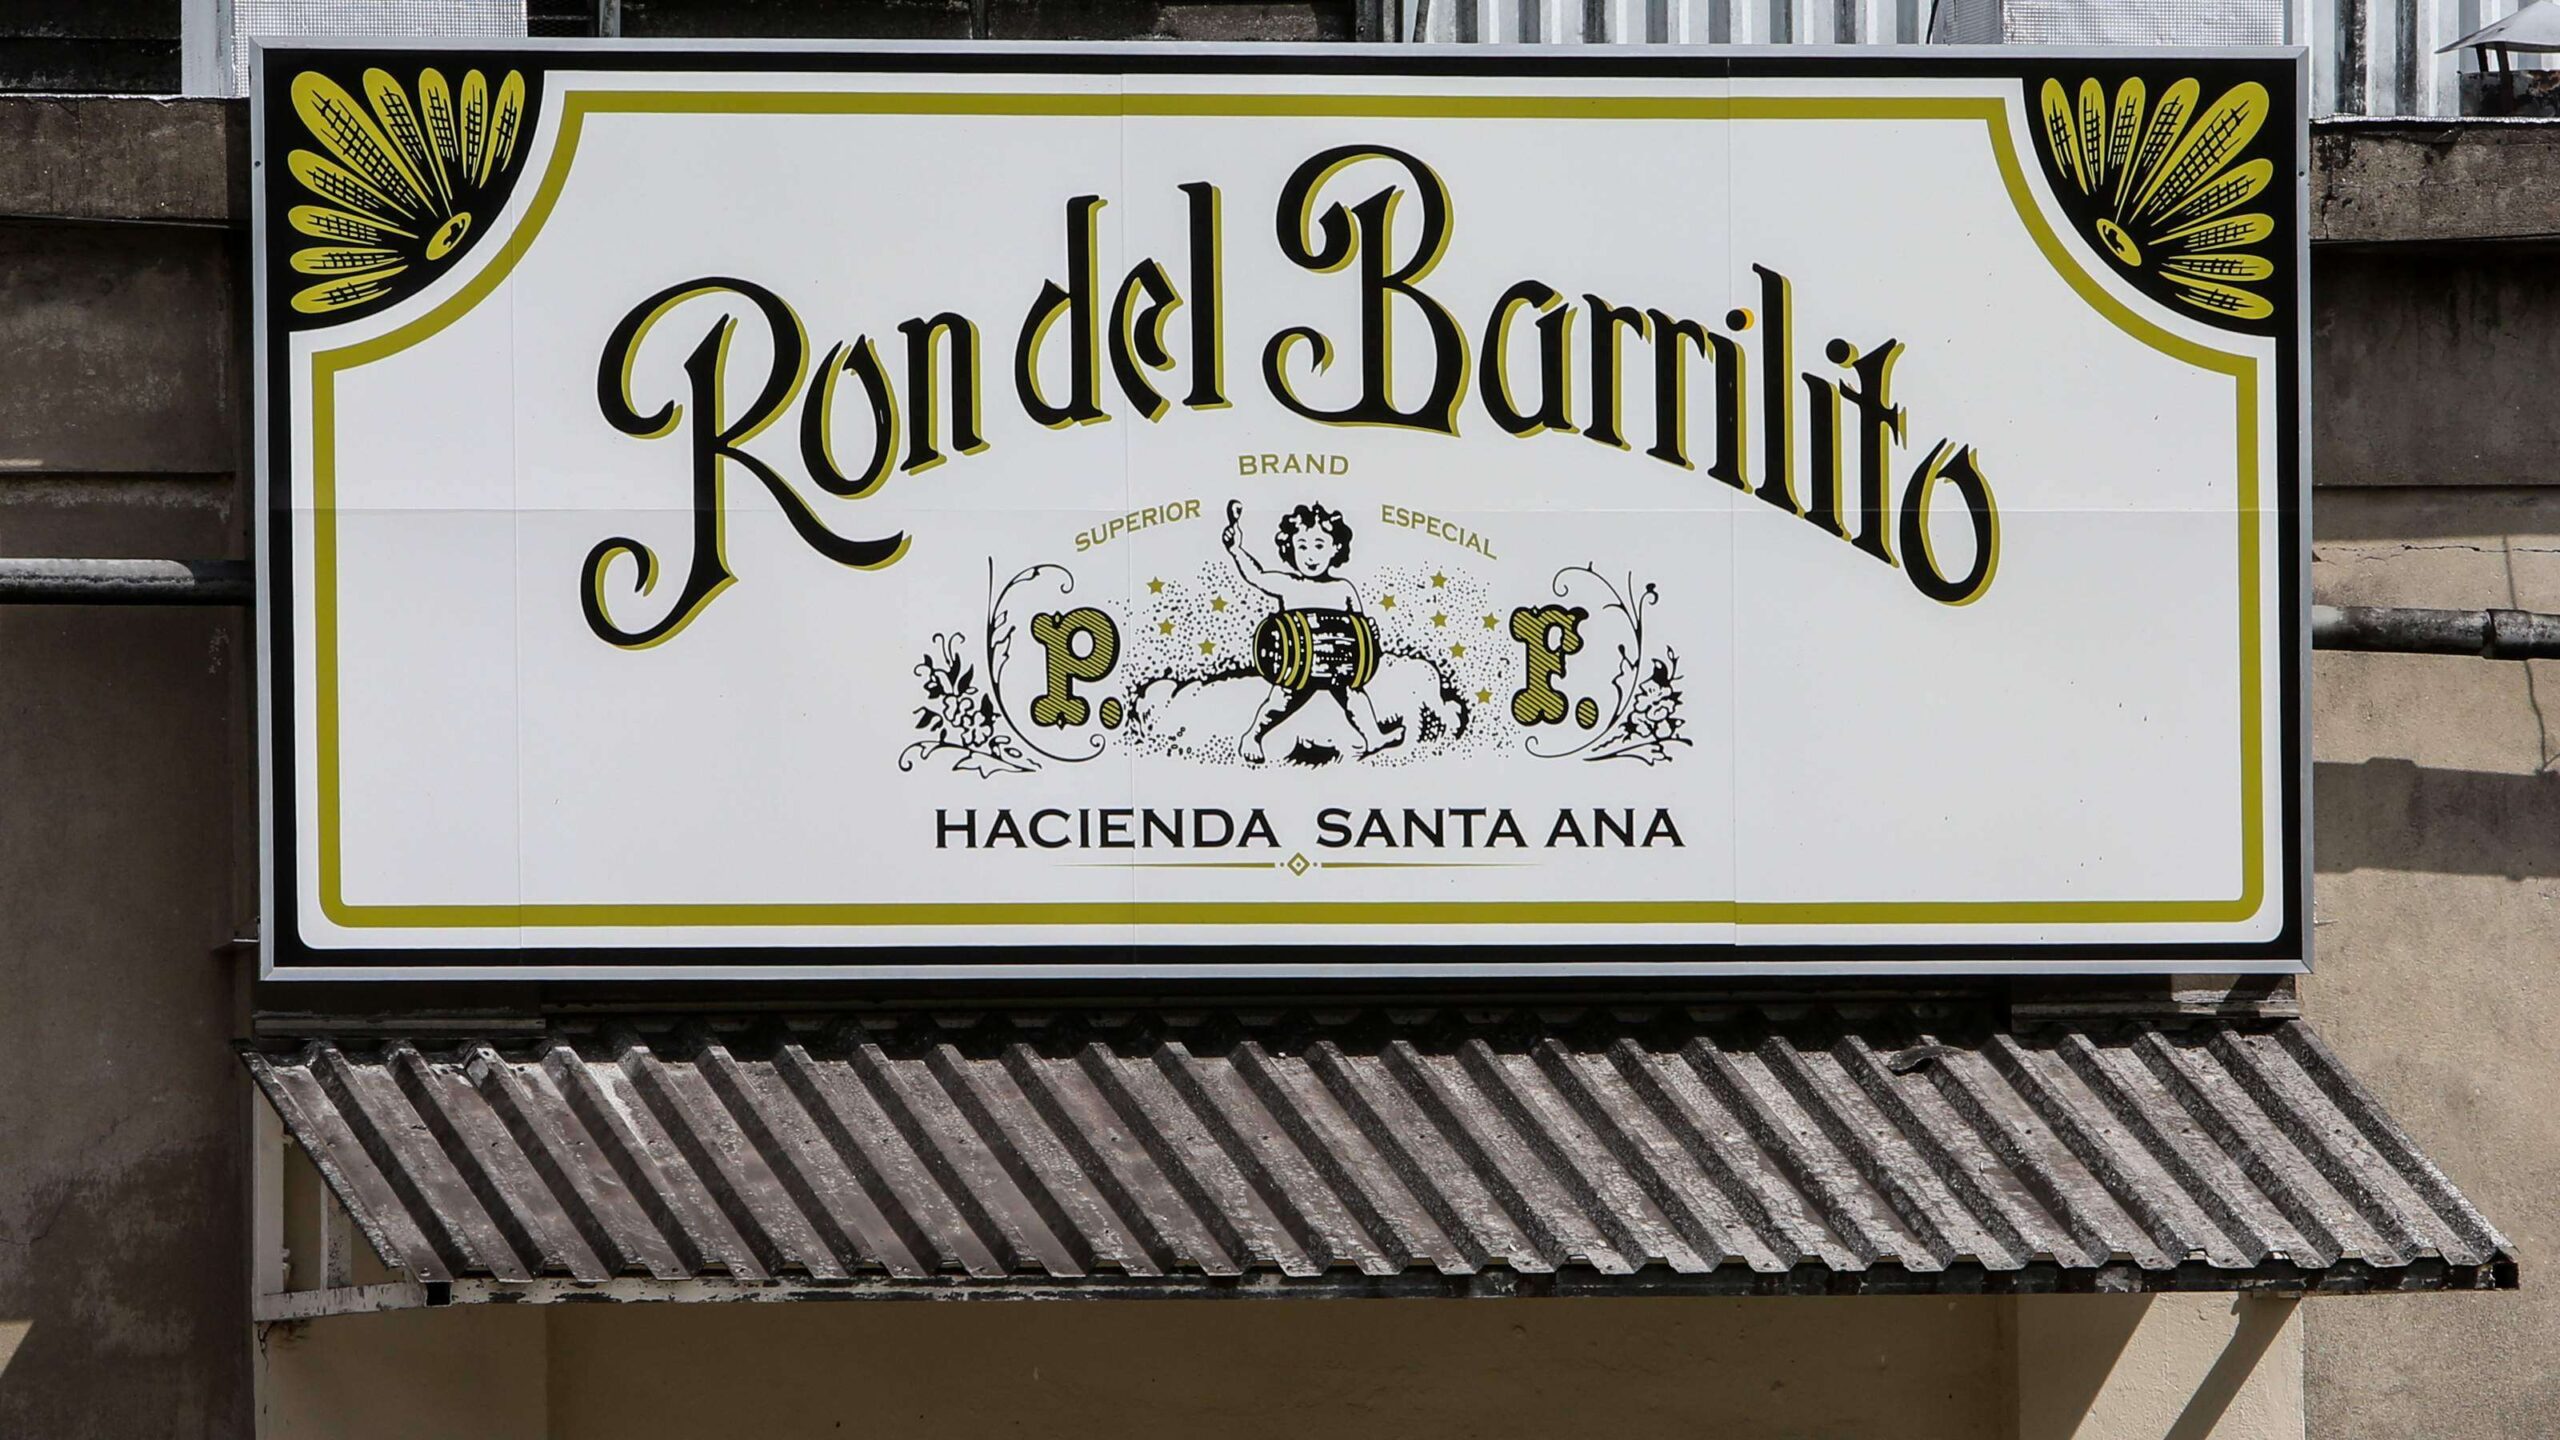 Ron del Barrilito
BRAND
SUPERIOR ESPECIAL
P. F.
HACIENDA SANTA ANA